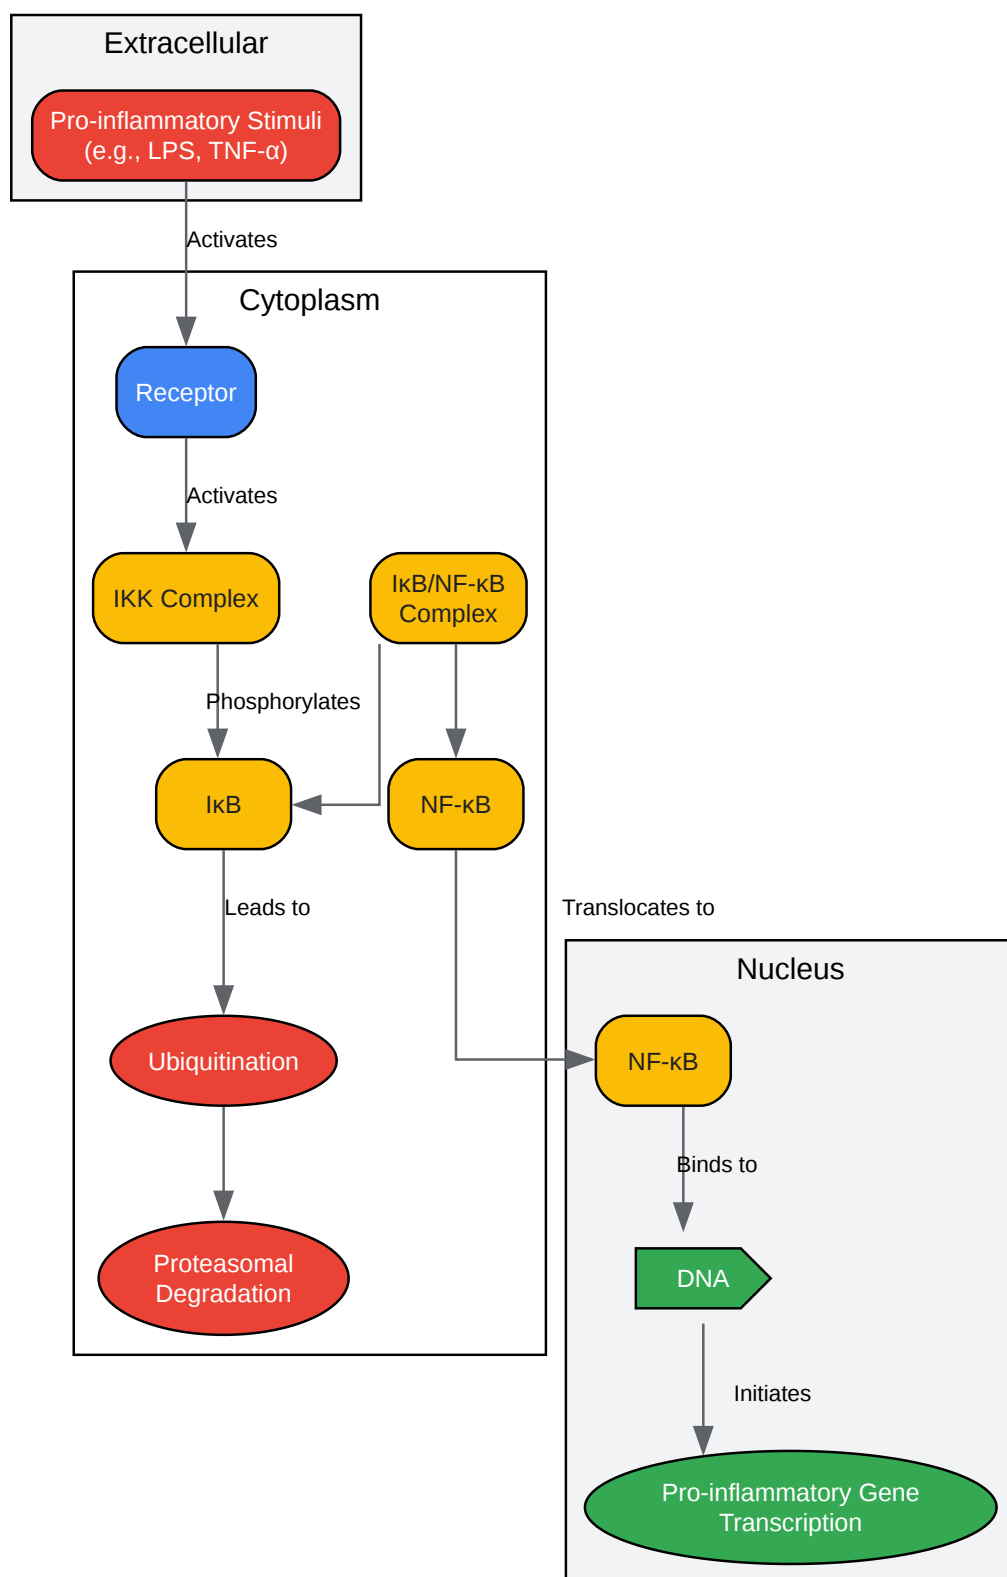 Extracellular
Pro-inflammatory Stimuli
(e.g., LPS, TNF-α)
Activates
Cytoplasm
Receptor
Activates
IKK Complex
IκB/NF-κB
Complex
Phosphorylates
IκB
NF-κB
Leads to
Translocates to
Nucleus
Ubiquitination
NF-κB
Binds to
Proteasomal
Degradation
DNA
Initiates
Pro-inflammatory Gene
Transcription